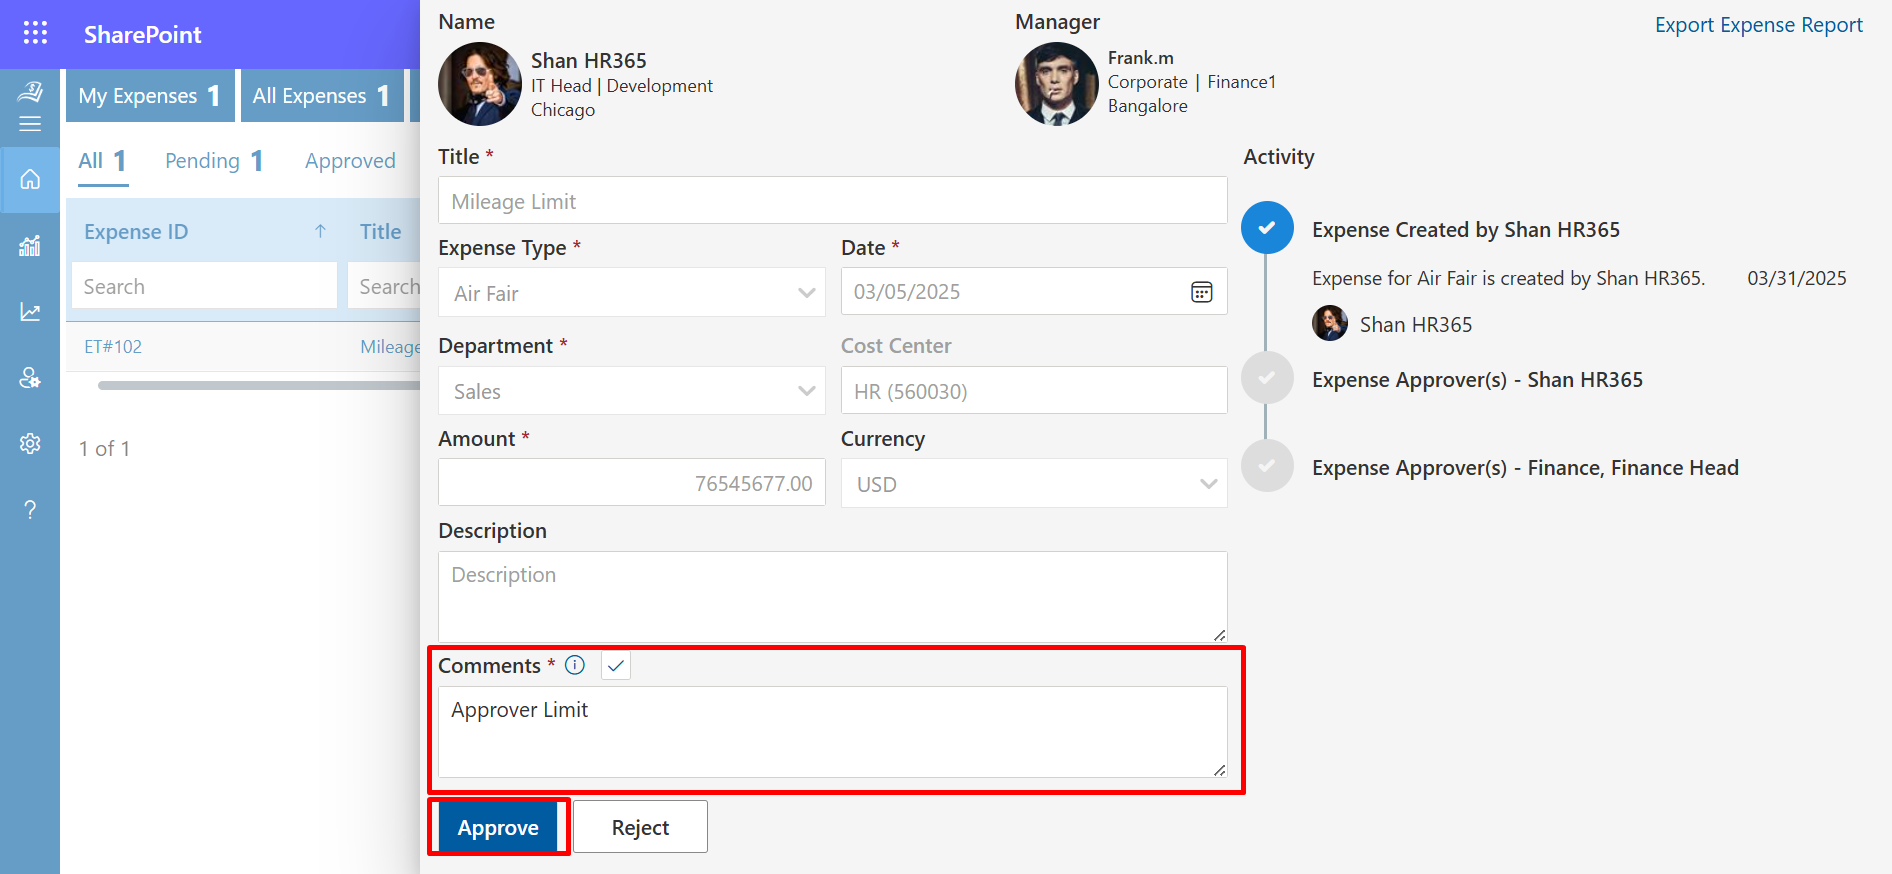 SharePoint
My Expenses 1
All Expenses 1
All 1
Pending 1
Approved
Expense ID
Title
Search
Search
ET#102
Mileage
1 of 1
Name
Shan HR365
IT Head | Development
Chicago
Manager
Frank.m
Corporate | Finance1
Bangalore
Export Expense Report
Title *
Mileage Limit
Expense Type *
Air Fair
Date *
03/05/2025
Department *
Sales
Cost Center
HR (560030)
Amount *
76545677.00
Currency
USD
Description
Description
Comments *
Approver Limit
Approve
Reject
Activity
Expense Created by Shan HR365
Expense for Air Fair is created by Shan HR365. 03/31/2025
Shan HR365
Expense Approver(s) - Shan HR365
Expense Approver(s) - Finance, Finance Head